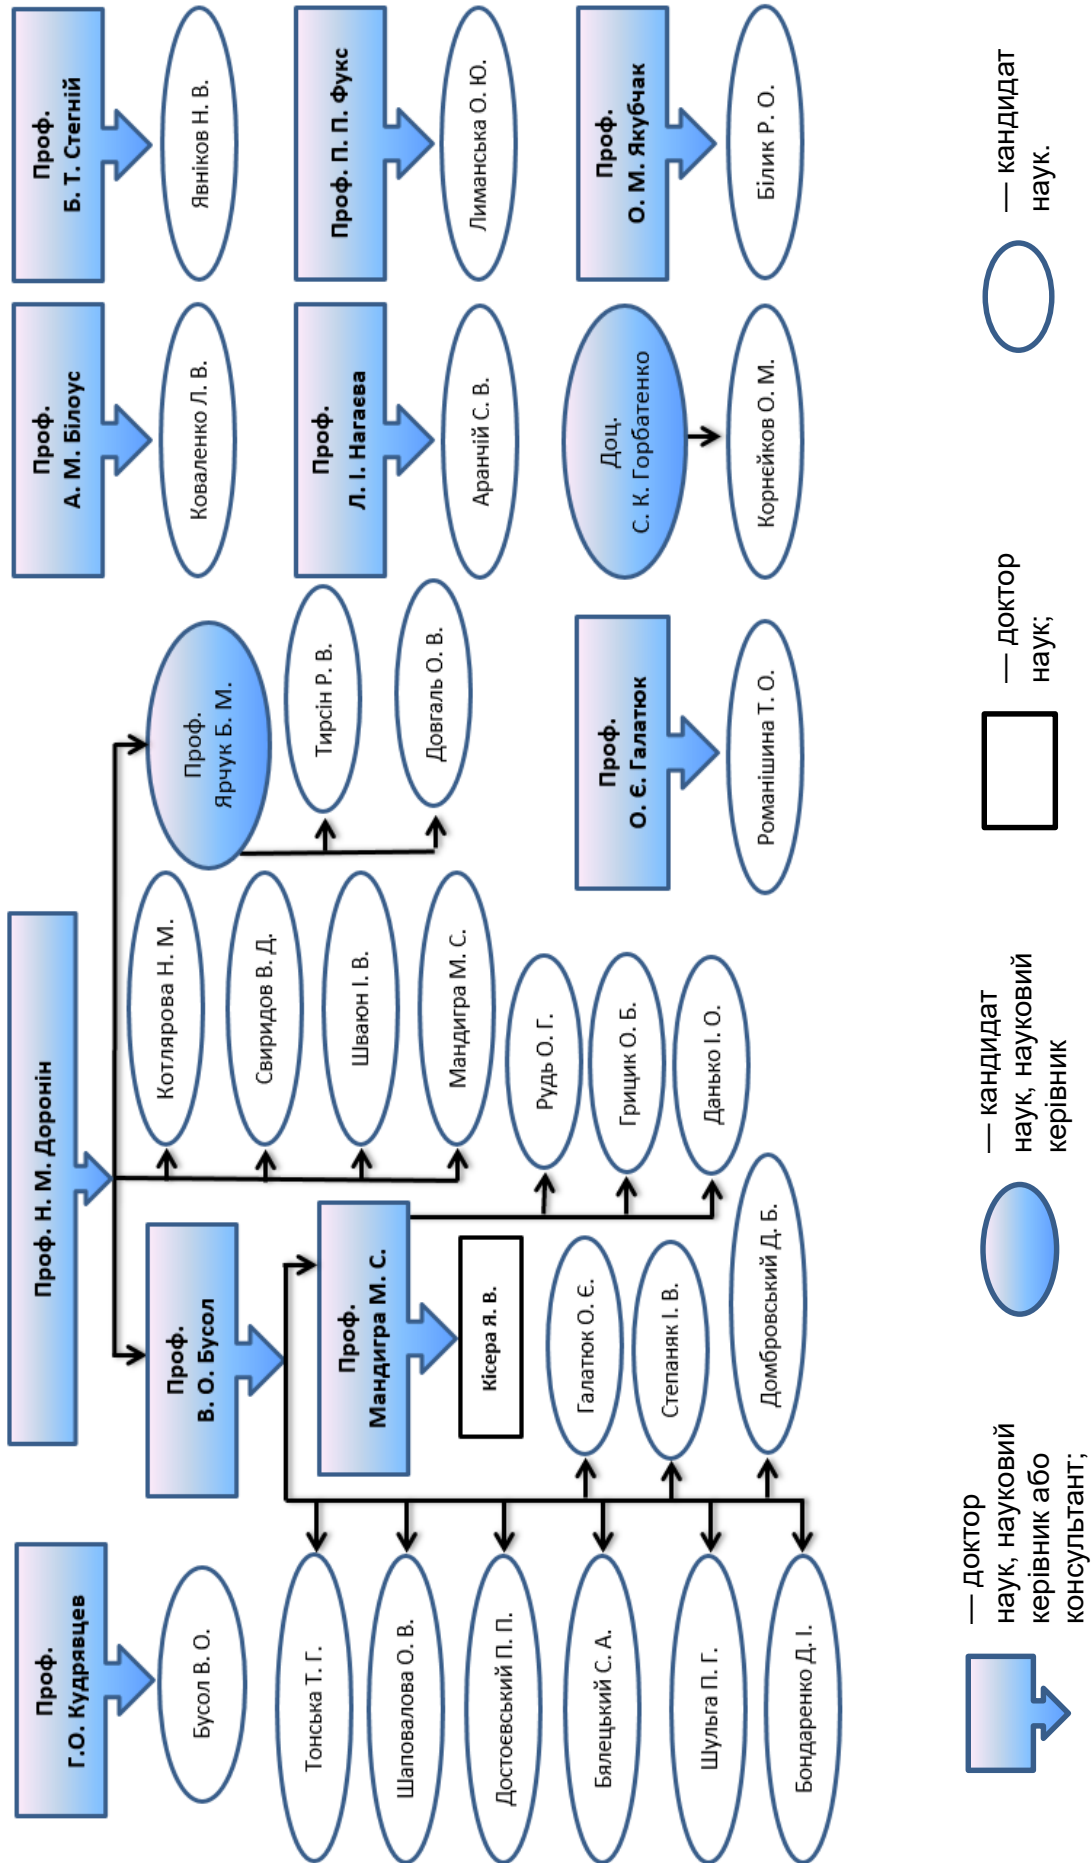 Проф.
Г.О. Кудрявцев
Бусол В. О.
Проф. Н. М. Доронін
Проф.
В. О. Бусол
Тонська Т. Г.
Шаповалова О. В.
Достоевський П. П.
Бялецький С. А.
Шульга П. Г.
Бондаренко Д. І.
Проф.
Мандигра М. С.
Кісера Я. В.
Галатюк О. Є.
Степаняк І. В.
Домбровський Д. Б.
Котлярова Н. М.
Свиридов В. Д.
Шваюн І. В.
Мандигра М. С.
Рудь О. Г.
Грицик О. Б.
Данько І. О.
Проф.
Ярчук Б. М.
Тирсін Р. В.
Довгаль О. В.
Проф.
О. Є. Галатюк
Романішина Т. О.
Проф.
А. М. Білоус
Коваленко Л. В.
Проф.
Б. Т. Стегній
Явніков Н. В.
Проф.
Л. І. Нагаєва
Аранчій С. В.
Проф. П. П. Фукс
Лиманська О. Ю.
Доц.
С. К. Горбатенко
Корнєйков О. М.
Проф.
О. М. Якубчак
Білик Р. О.
— доктор
наук, науковий
керівник або
консультант;
— кандидат
наук, науковий
керівник
— доктор
наук;
— кандидат
наук.